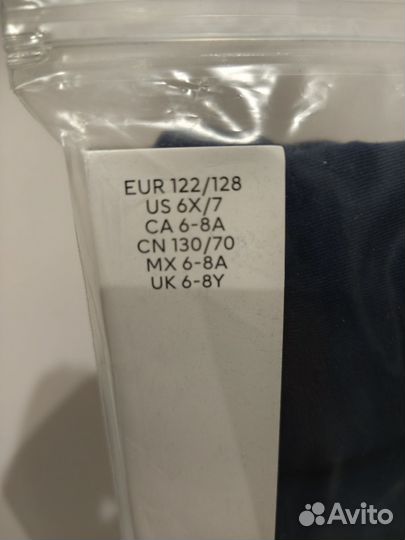 EUR 122/128
US 6X/7
CA 6-8A
CN 130/70
MX 6-8A
UK 6-8Y
Avito